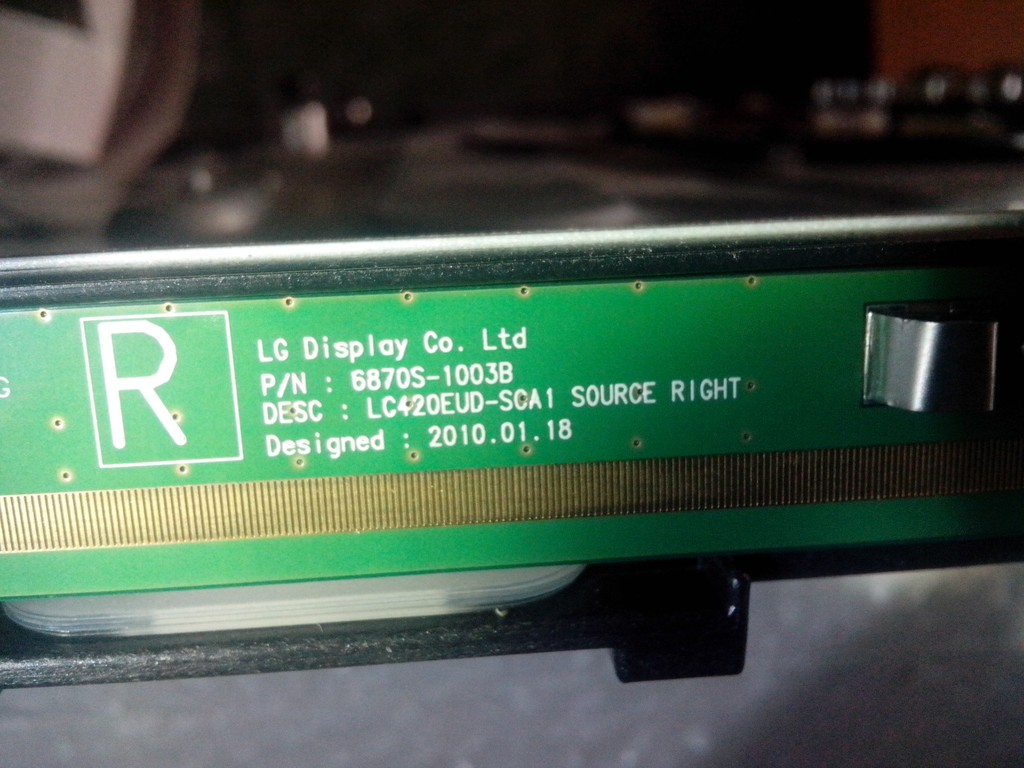 R
LG Display Co. Ltd
P/N : 6870S-1003B
DESC : LC420EUD-SCA1 SOURCE RIGHT
Designed : 2010.01.18